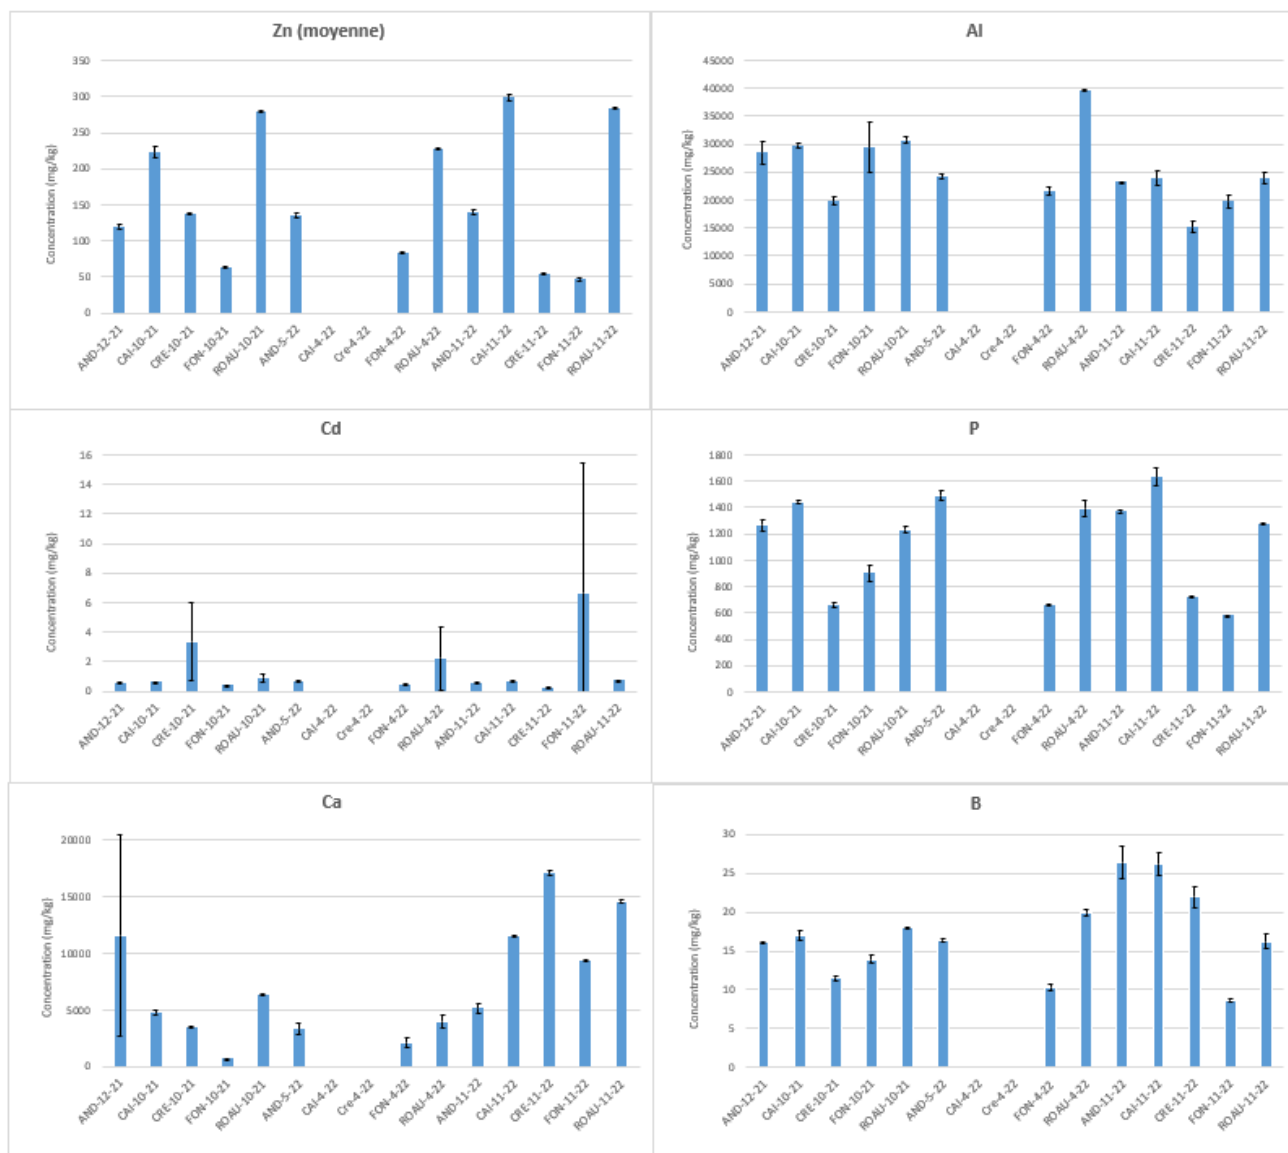 Zn (moyenne)
Concentration (mg/kg)
350
300
250
200
150
100
50
0
AND-12-21
CAI-10-21
CRE-10-21
FON-10-21
ROAU-10-21
AND-5-22
CAI-4-22
Cre-4-22
FON-4-22
ROAU-4-22
AND-11-22
CAI-11-22
CRE-11-22
FON-11-22
ROAU-11-22
Al
Concentration (mg/kg)
45000
40000
35000
30000
25000
20000
15000
10000
5000
0
AND-12-21
CAI-10-21
CRE-10-21
FON-10-21
ROAU-10-21
AND-5-22
CAI-4-22
Cre-4-22
FON-4-22
ROAU-4-22
AND-11-22
CAI-11-22
CRE-11-22
FON-11-22
ROAU-11-22
Cd
Concentration (mg/kg)
16
14
12
10
8
6
4
2
0
AND-12-21
CAI-10-21
CRE-10-21
FON-10-21
ROAU-10-21
AND-5-22
CAI-4-22
Cre-4-22
FON-4-22
ROAU-4-22
AND-11-22
CAI-11-22
CRE-11-22
FON-11-22
ROAU-11-22
P
Concentration (mg/kg)
1800
1600
1400
1200
1000
800
600
400
200
0
AND-12-21
CAI-10-21
CRE-10-21
FON-10-21
ROAU-10-21
AND-5-22
CAI-4-22
Cre-4-22
FON-4-22
ROAU-4-22
AND-11-22
CAI-11-22
CRE-11-22
FON-11-22
ROAU-11-22
Ca
Concentration (mg/kg)
20000
15000
10000
5000
0
AND-12-21
CAI-10-21
CRE-10-21
FON-10-21
ROAU-10-21
AND-5-22
CAI-4-22
Cre-4-22
FON-4-22
ROAU-4-22
AND-11-22
CAI-11-22
CRE-11-22
FON-11-22
ROAU-11-22
B
Concentration (mg/kg)
30
25
20
15
10
5
0
AND-12-21
CAI-10-21
CRE-10-21
FON-10-21
ROAU-10-21
AND-5-22
CAI-4-22
Cre-4-22
FON-4-22
ROAU-4-22
AND-11-22
CAI-11-22
CRE-11-22
FON-11-22
ROAU-11-22